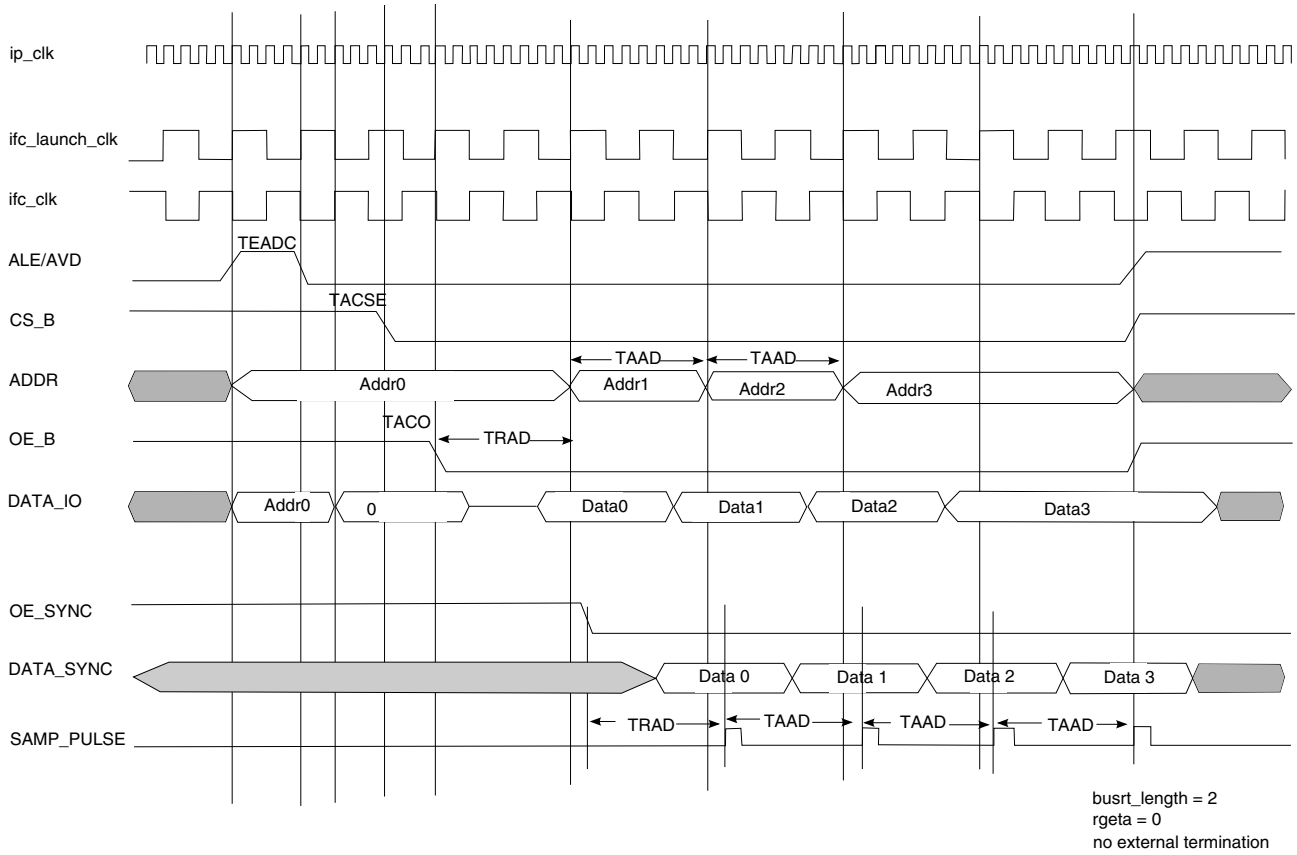 ip_clk
ifc_launch_clk
ifc_clk
TEADC
ALE/AVD
TACSE
CS_B
TAAD TAAD
ADDR Addr0 Addr1 Addr2 Addr3
TACO
OE_B TRAD
DATA_IO Addr0 0 Data0 Data1 Data2 Data3
OE_SYNC
DATA_SYNC Data 0 Data 1 Data 2 Data 3
TRAD TAAD TAAD TAAD
SAMP_PULSE
busrt_length = 2
rgeta = 0
no external termination